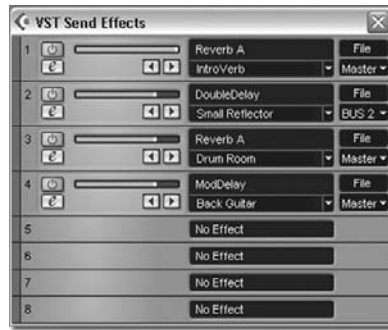 VST Send Effects
1 Reverb A File
e IntroVerb Master
2 DoubleDelay File
e Small Reflector BUS 2
3 Reverb A File
e Drum Room Master
4 ModDelay File
e Back Guitar Master
5 No Effect
6 No Effect
7 No Effect
8 No Effect